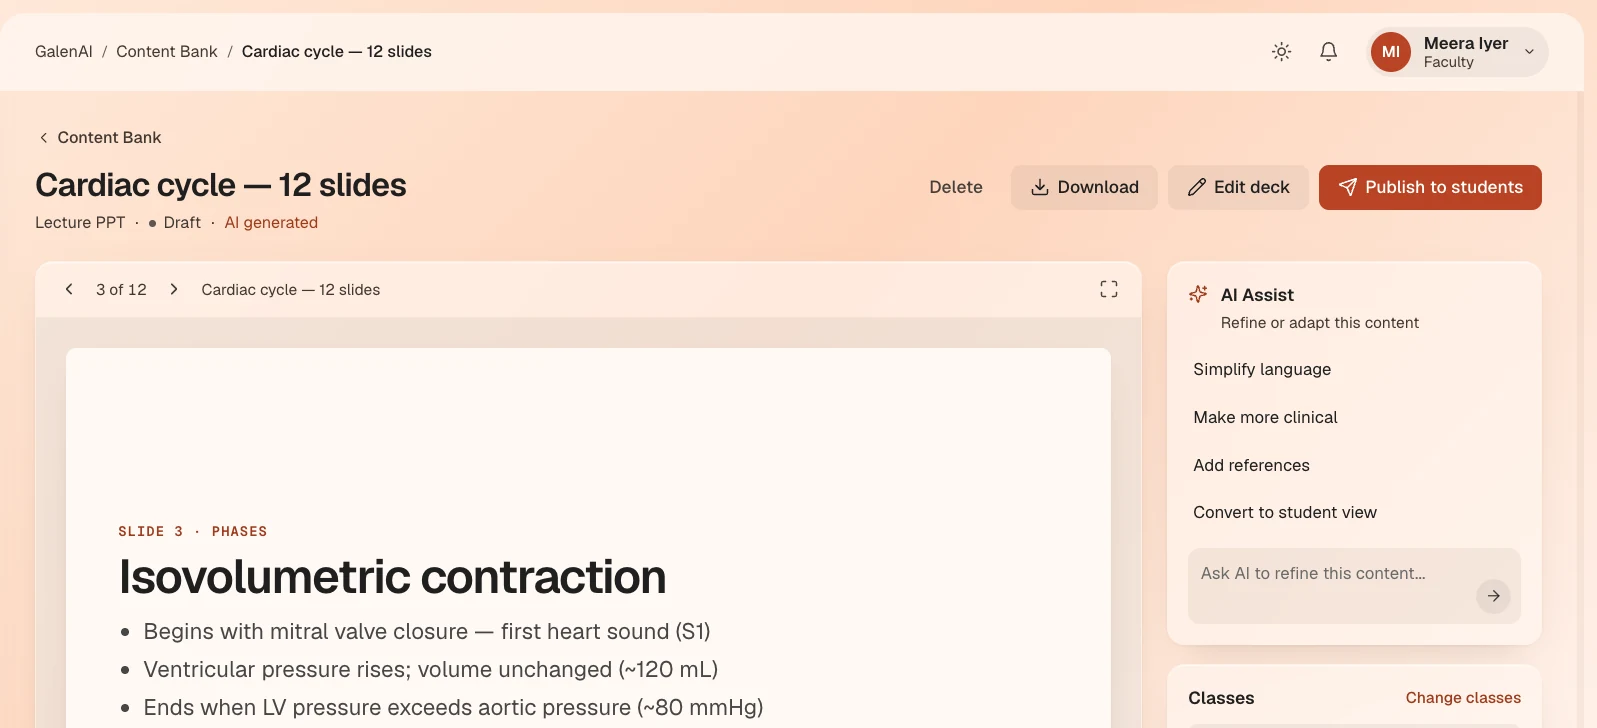 GalenAI / Content Bank / Cardiac cycle — 12 slides
MI
Meera Iyer
Faculty
Content Bank
Cardiac cycle — 12 slides
Lecture PPT · Draft · AI generated
Delete
Download
Edit deck
Publish to students
3 of 12
Cardiac cycle — 12 slides
SLIDE 3 · PHASES
Isovolumetric contraction
• Begins with mitral valve closure — first heart sound (S1)
• Ventricular pressure rises; volume unchanged (~120 mL)
• Ends when LV pressure exceeds aortic pressure (~80 mmHg)
AI Assist
Refine or adapt this content
Simplify language
Make more clinical
Add references
Convert to student view
Ask AI to refine this content...
Classes
Change classes